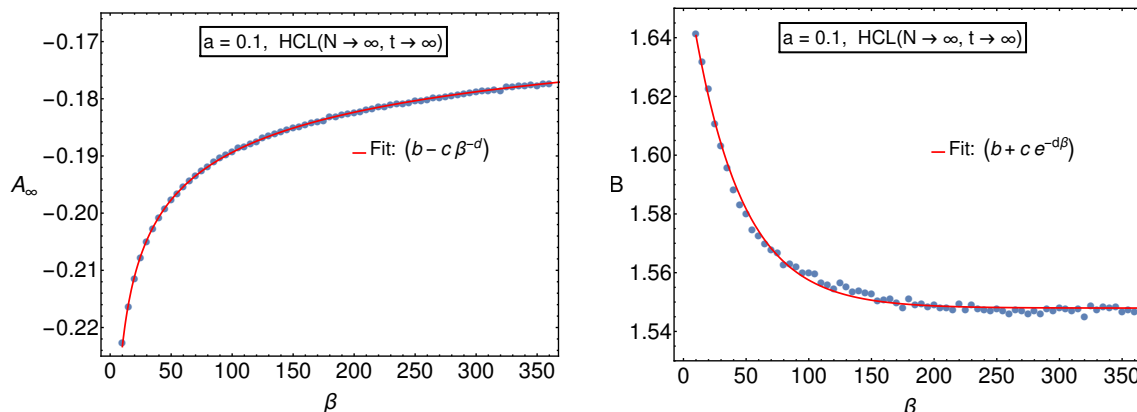 a = 0.1, HCL(N → ∞, t → ∞)
−0.17
−0.18
−0.19
−0.20
−0.21
−0.22
A∞
Fit: (b − c β^−d)
0 50 100 150 200 250 300 350
β
a = 0.1, HCL(N → ∞, t → ∞)
1.64
1.62
1.60
1.58
1.56
1.54
B
Fit: (b + c e^−dβ)
0 50 100 150 200 250 300 350
β